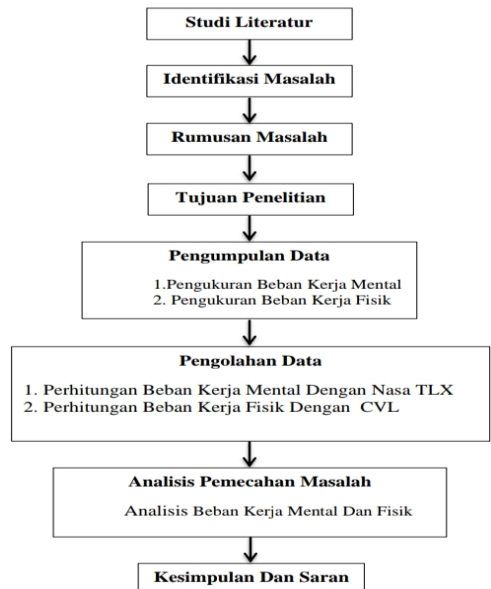 Studi Literatur
Identifikasi Masalah
Rumusan Masalah
Tujuan Penelitian
Pengumpulan Data
1.Pengukuran Beban Kerja Mental
2. Pengukuran Beban Kerja Fisik
Pengolahan Data
1. Perhitungan Beban Kerja Mental Dengan Nasa TLX
2. Perhitungan Beban Kerja Fisik Dengan CVL
Analisis Pemecahan Masalah
Analisis Beban Kerja Mental Dan Fisik
Kesimpulan Dan Saran